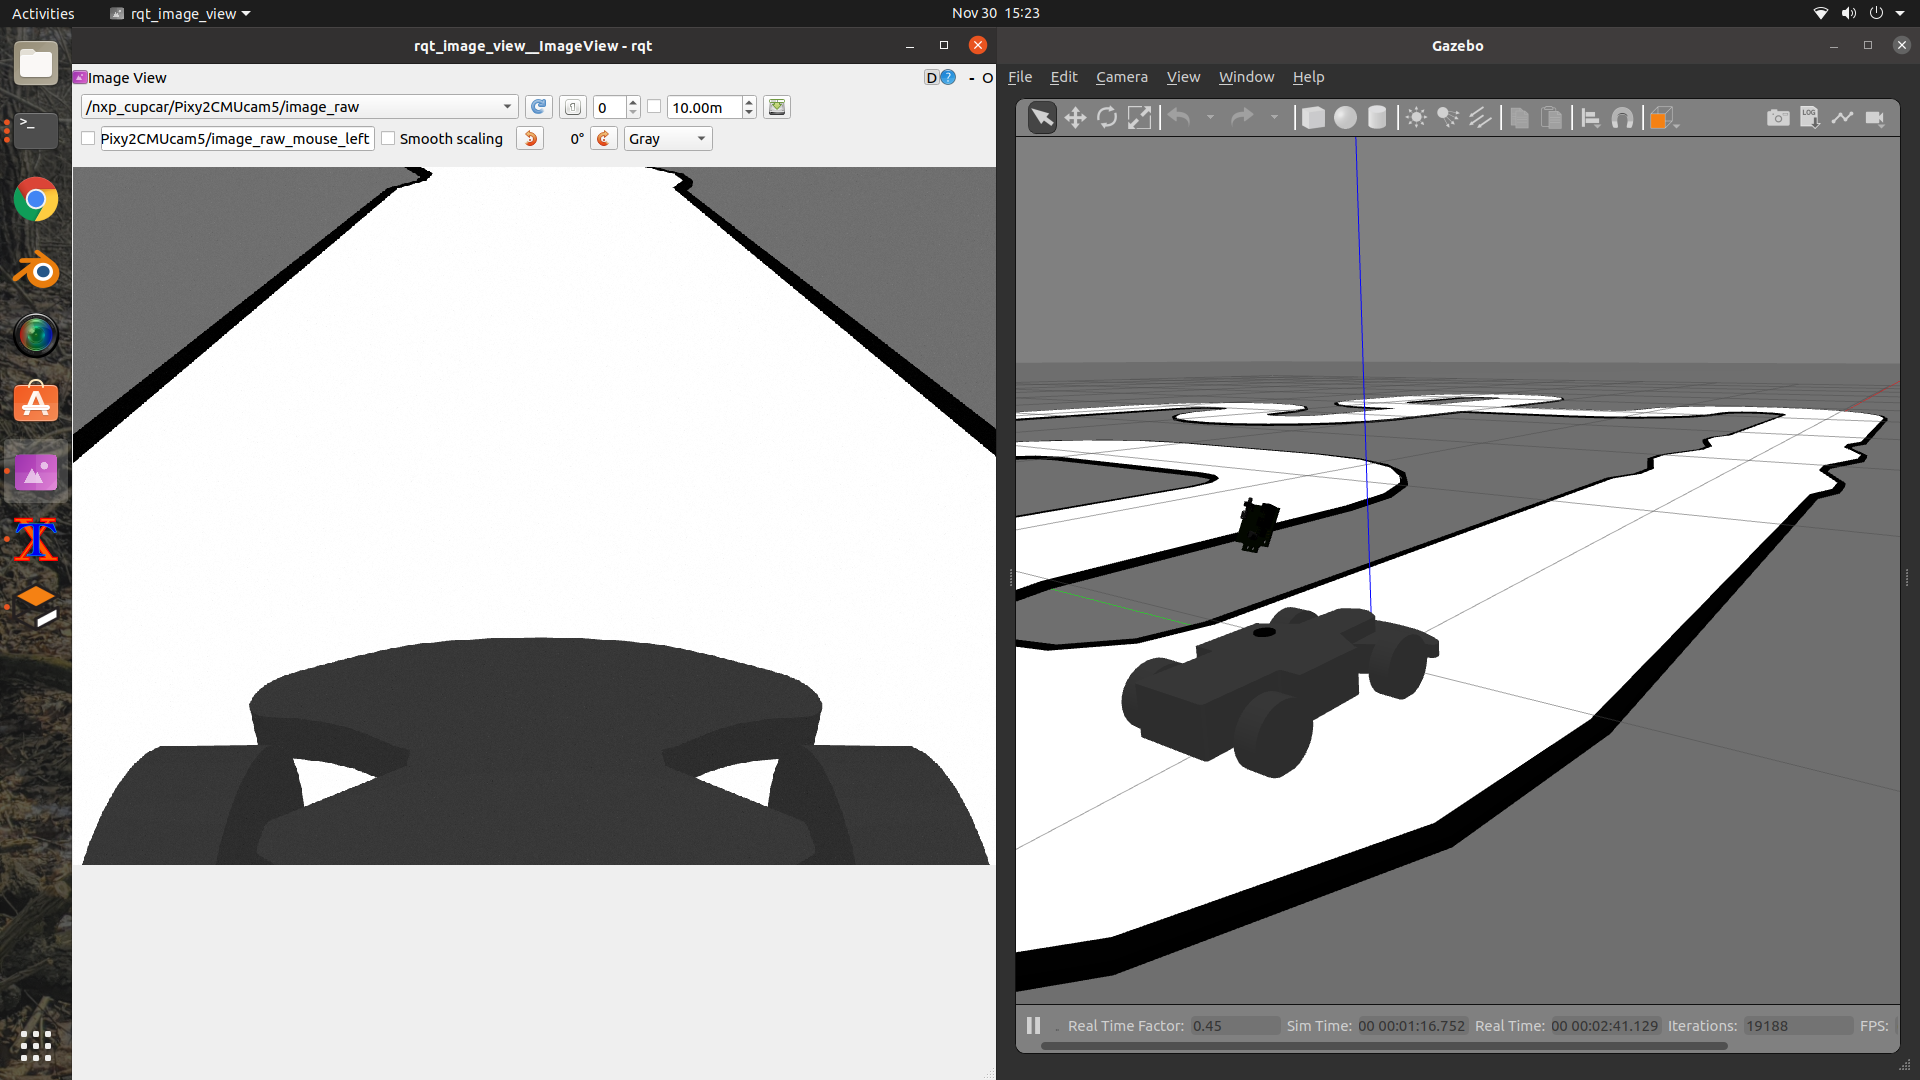 Activities
rqt_image_view
Nov 30 15:23
rqt_image_view__ImageView - rqt
Image View
D
?
- O
/nxp_cupcar/Pixy2CMUcam5/image_raw
0
10.00m
Pixy2CMUcam5/image_raw_mouse_left
Smooth scaling
0°
Gray
Gazebo
File Edit Camera View Window Help
LOG
Real Time Factor: 0.45 Sim Time: 00 00:01:16.752 Real Time: 00 00:02:41.129 Iterations: 19188 FPS: